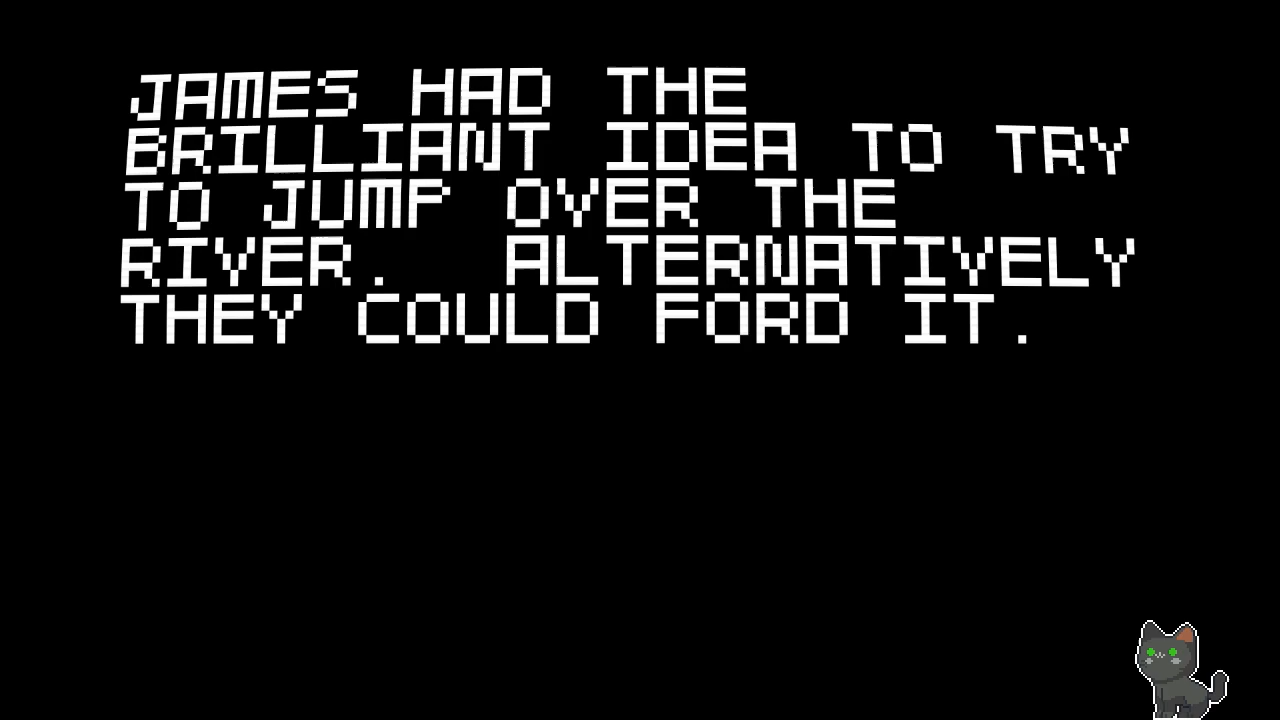 JAMES HAD THE
BRILLIANT IDEA TO TRY
TO JUMP OVER THE
RIVER.  ALTERNATIVELY
THEY COULD FORD IT.